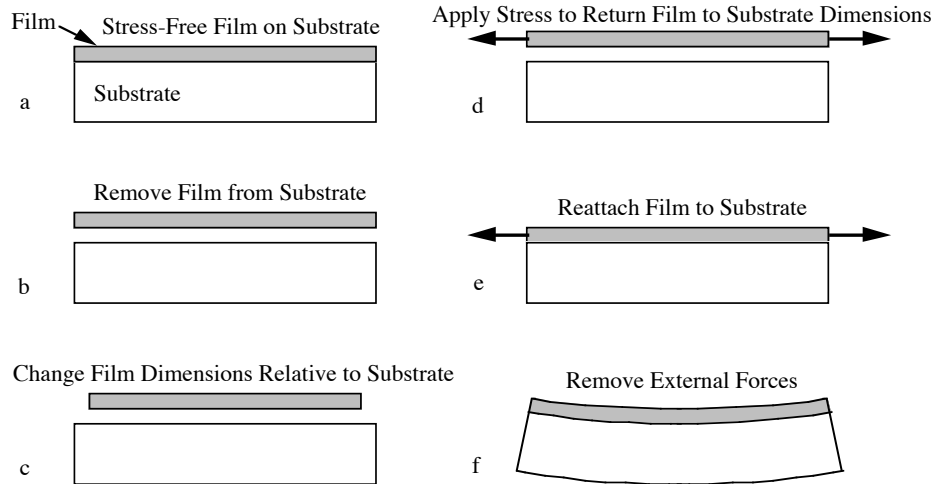 Film
Stress-Free Film on Substrate
Substrate
a
Remove Film from Substrate
b
Change Film Dimensions Relative to Substrate
c
Apply Stress to Return Film to Substrate Dimensions
d
Reattach Film to Substrate
e
Remove External Forces
f